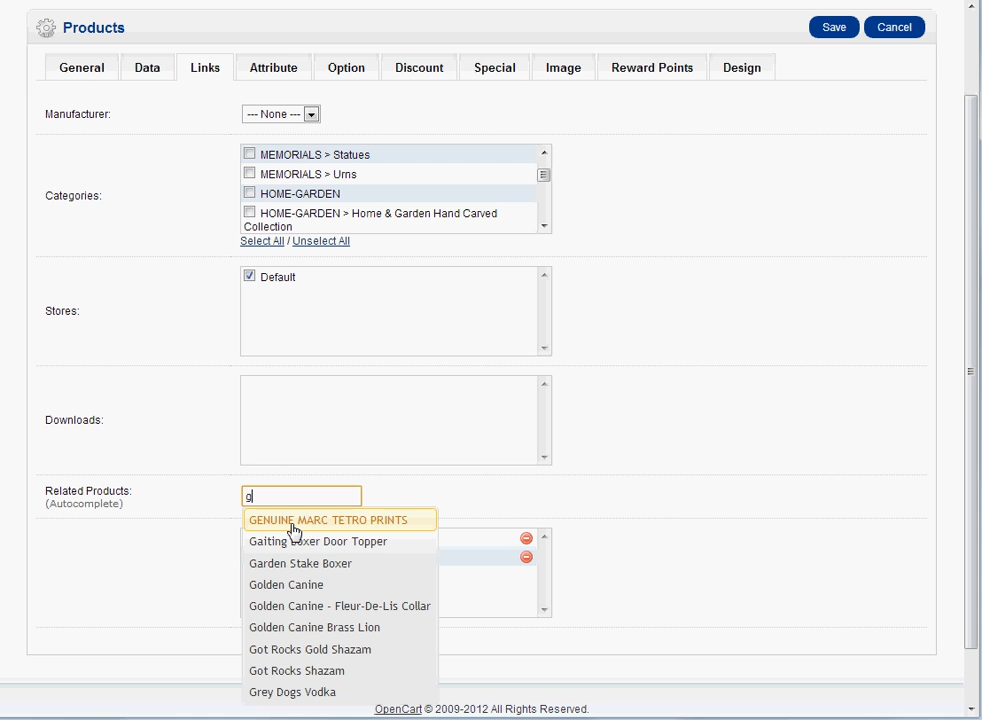 Products
Save Cancel
General Data Links Attribute Option Discount Special Image Reward Points Design
Manufacturer: --- None ---
Categories:
MEMORIALS > Statues
MEMORIALS > Urns
HOME-GARDEN
HOME-GARDEN > Home & Garden Hand Carved
Collection
Select All / Unselect All
Stores:
Default
Downloads:
Related Products:
(Autocomplete)
g
GENUINE MARC TETRO PRINTS
Gaiting Boxer Door Topper
Garden Stake Boxer
Golden Canine
Golden Canine - Fleur-De-Lis Collar
Golden Canine Brass Lion
Got Rocks Gold Shazam
Got Rocks Shazam
Grey Dogs Vodka
OpenCart © 2009-2012 All Rights Reserved.